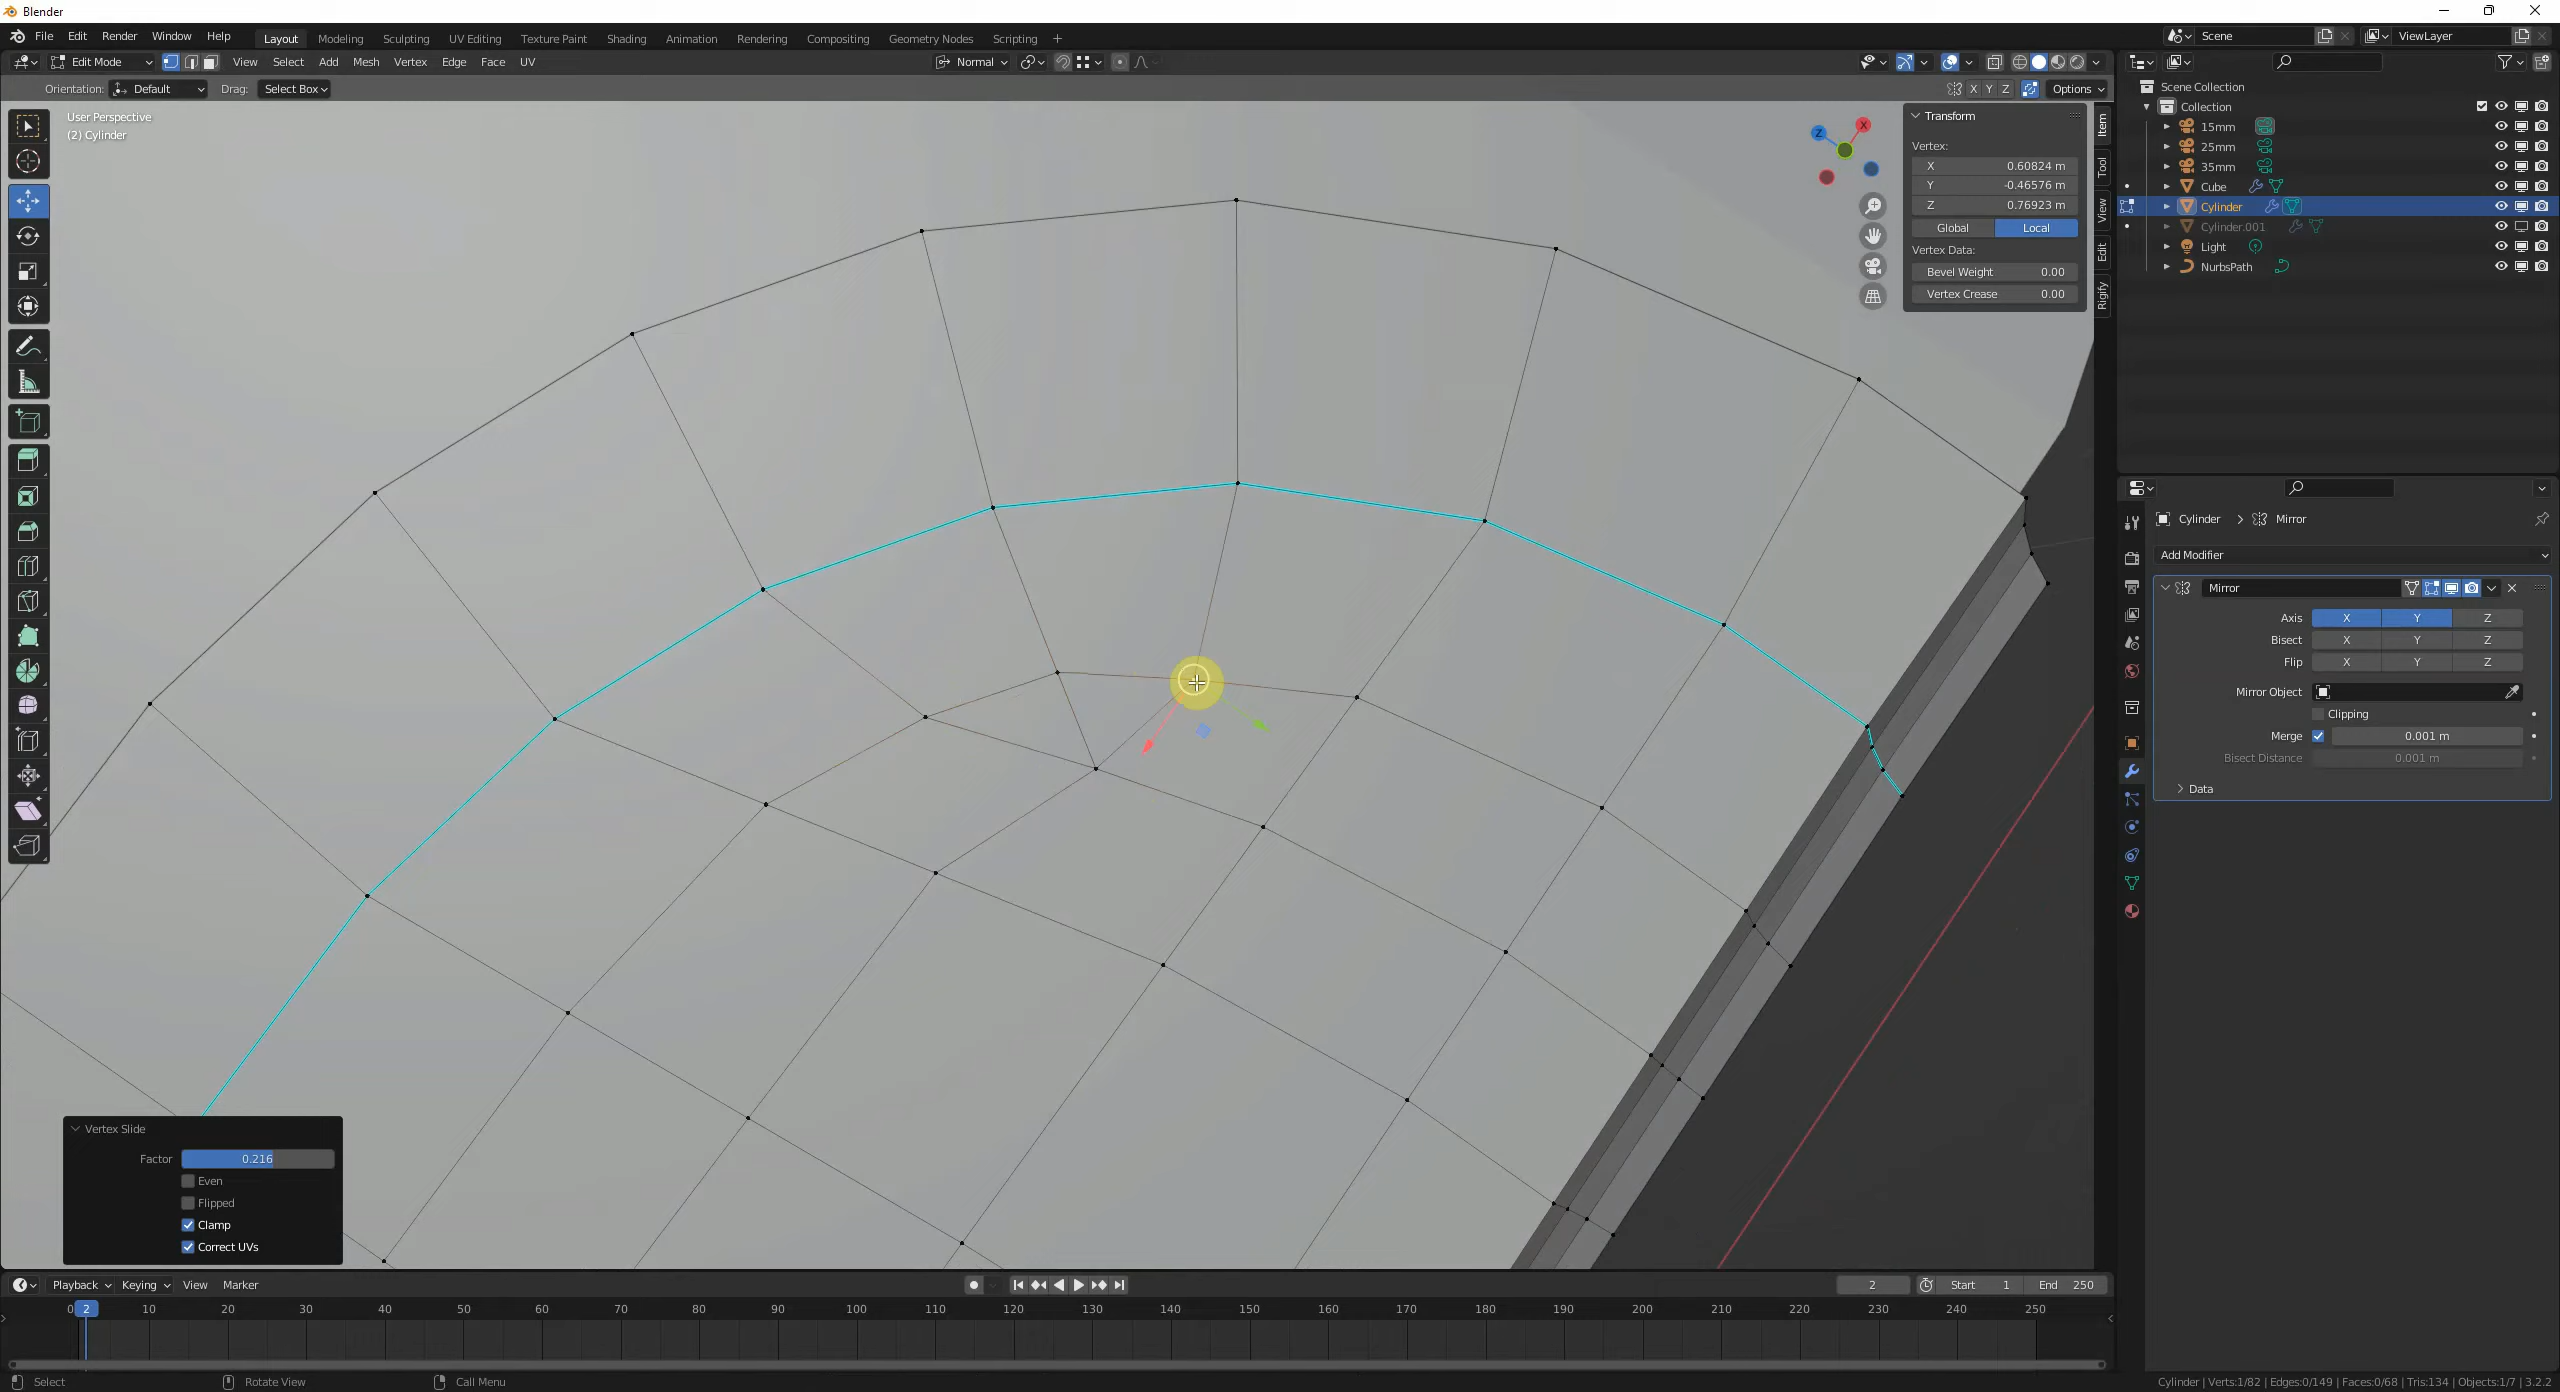 Blender
File Edit Render Window Help Layout Modeling Sculpting UV Editing Texture Paint Shading Animation Rendering Compositing Geometry Nodes Scripting + Scene ViewLayer
Edit Mode View Select Add Mesh Vertex Edge Face UV Normal
Orientation: Default Drag: Select Box X Y Z Options
User Perspective
(2) Cylinder
Z X
Transform
Vertex:
X 0.60824 m
Y -0.46576 m
Z 0.76923 m
Global Local
Vertex Data:
Bevel Weight 0.00
Vertex Crease 0.00
Item
Tool
View
Edit
Rigify
Scene Collection
Collection
15mm
25mm
35mm
Cube
Cylinder
Cylinder.001
Light
NurbsPath
Cylinder > Mirror
Add Modifier
Mirror
Axis X Y Z
Bisect X Y Z
Flip X Y Z
Mirror Object
Clipping
Merge 0.001 m
Bisect Distance 0.001 m
Data
Vertex Slide
Factor 0.216
Even
Flipped
Clamp
Correct UVs
Playback Keying View Marker 2 Start 1 End 250
0 2 10 20 30 40 50 60 70 80 90 100 110 120 130 140 150 160 170 180 190 200 210 220 230 240 250
Select Rotate View Call Menu Cylinder | Verts:1/82 | Edges:0/149 | Faces:0/68 | Tris:134 | Objects:1/7 | 3.2.2